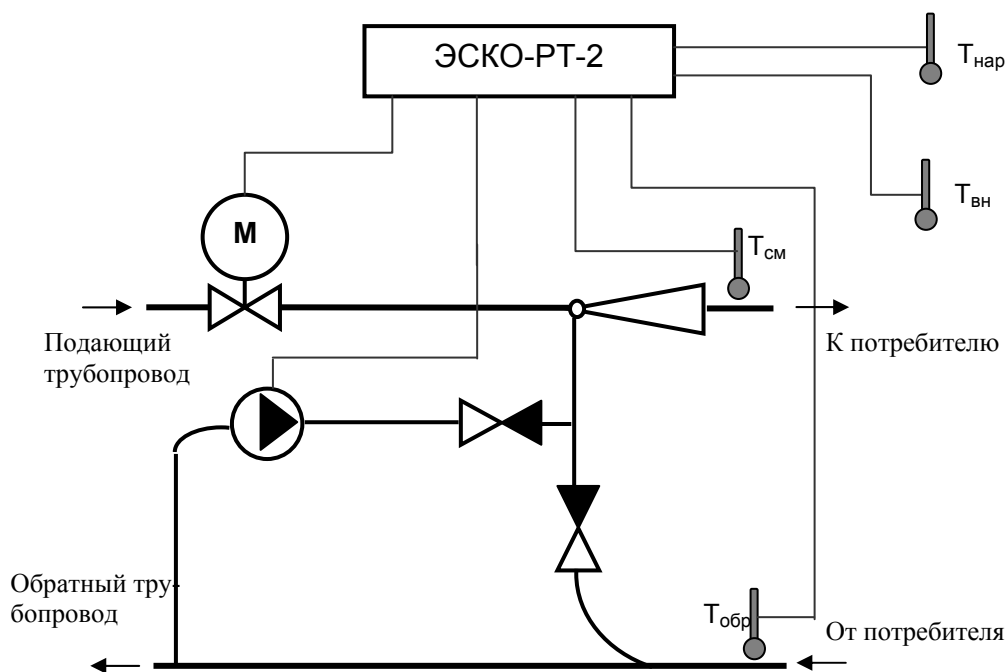 ЭСКО-РТ-2
Tнар
Tвн
М
Tсм
Подающий
трубопровод
К потребителю
Обратный тру-
бопровод
Tобр
От потребителя